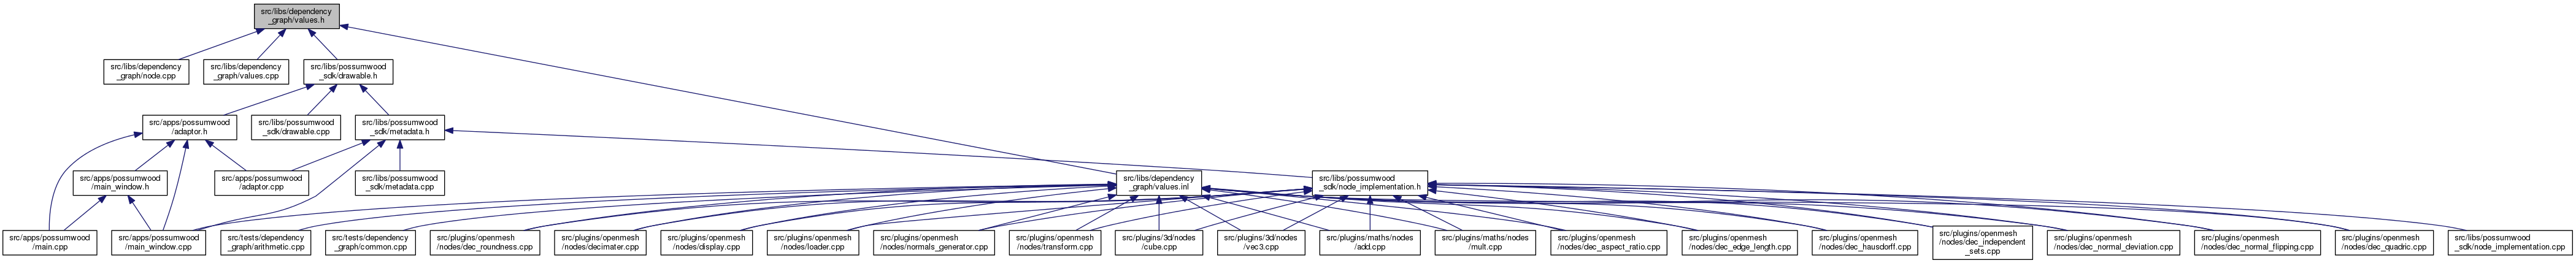 src/libs/dependency
_graph/values.h
src/libs/dependency
_graph/node.cpp
src/libs/dependency
_graph/values.cpp
src/libs/possumwood
_sdk/drawable.h
src/apps/possumwood
/adaptor.h
src/libs/possumwood
_sdk/drawable.cpp
src/libs/possumwood
_sdk/metadata.h
src/apps/possumwood
/main_window.h
src/apps/possumwood
/adaptor.cpp
src/libs/possumwood
_sdk/metadata.cpp
src/libs/dependency
_graph/values.inl
src/libs/possumwood
_sdk/node_implementation.h
src/apps/possumwood
/main.cpp
src/apps/possumwood
/main_window.cpp
src/tests/dependency
_graph/arithmetic.cpp
src/tests/dependency
_graph/common.cpp
src/plugins/openmesh
/nodes/dec_roundness.cpp
src/plugins/openmesh
/nodes/decimater.cpp
src/plugins/openmesh
/nodes/display.cpp
src/plugins/openmesh
/nodes/loader.cpp
src/plugins/openmesh
/nodes/normals_generator.cpp
src/plugins/openmesh
/nodes/transform.cpp
src/plugins/3d/nodes
/cube.cpp
src/plugins/3d/nodes
/vec3.cpp
src/plugins/maths/nodes
/add.cpp
src/plugins/maths/nodes
/mult.cpp
src/plugins/openmesh
/nodes/dec_aspect_ratio.cpp
src/plugins/openmesh
/nodes/dec_edge_length.cpp
src/plugins/openmesh
/nodes/dec_hausdorff.cpp
src/plugins/openmesh
/nodes/dec_independent
_sets.cpp
src/plugins/openmesh
/nodes/dec_normal_deviation.cpp
src/plugins/openmesh
/nodes/dec_normal_flipping.cpp
src/plugins/openmesh
/nodes/dec_quadric.cpp
src/libs/possumwood
_sdk/node_implementation.cpp